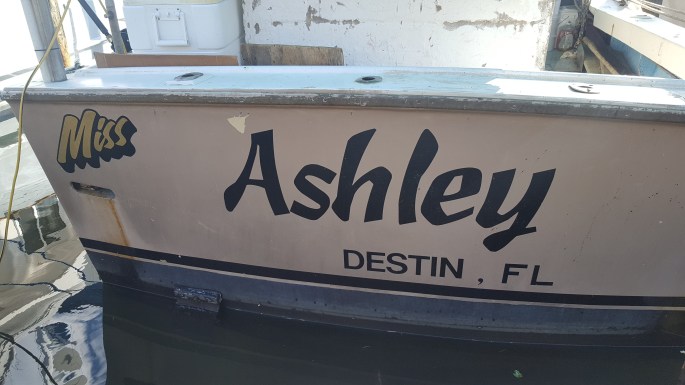 Miss
Ashley
DESTIN, FL